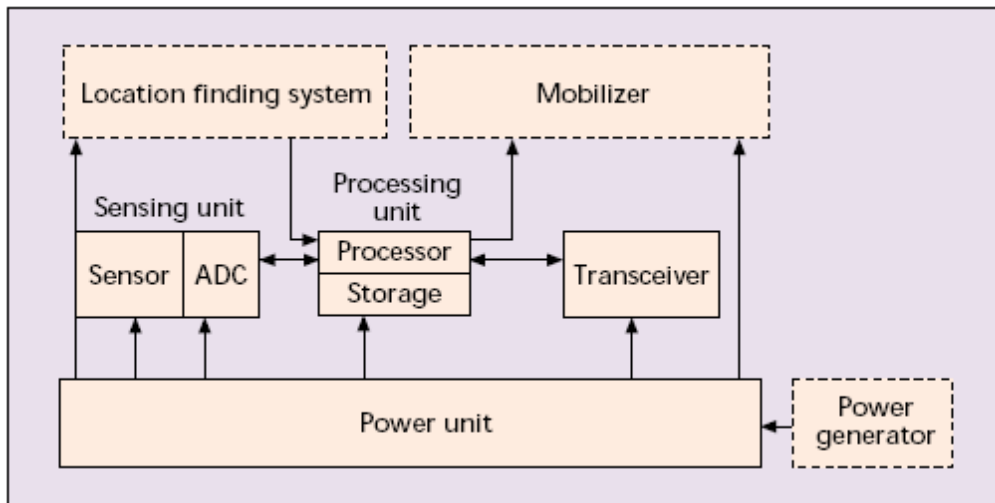 Location finding system
Mobilizer
Processing
unit
Sensing unit
Processor
Sensor
ADC
Transceiver
Storage
Power unit
Power
generator